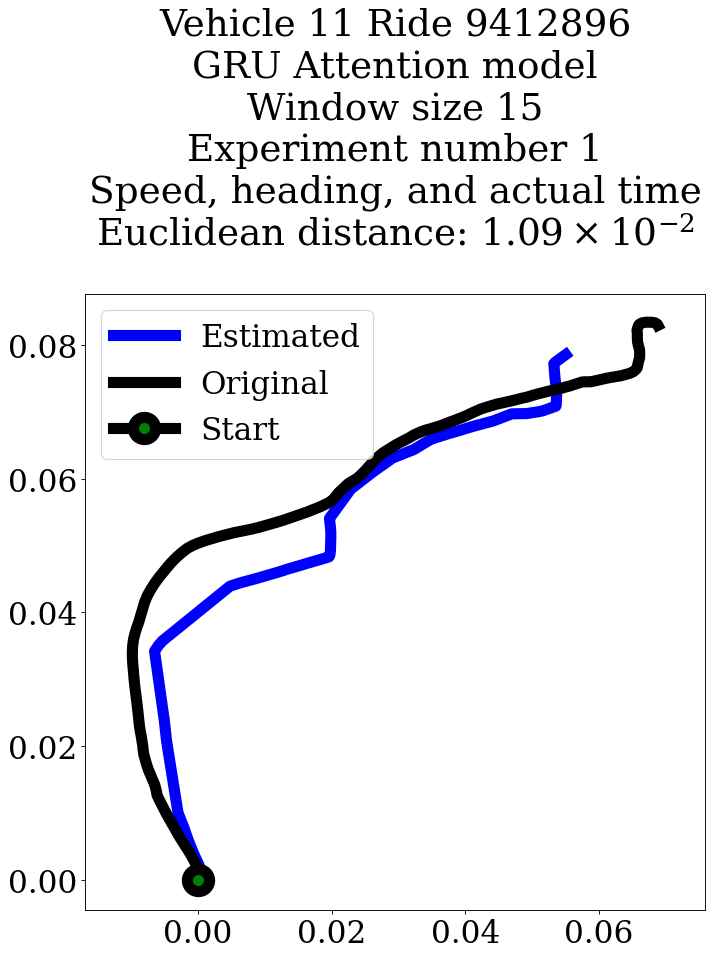 Vehicle 11 Ride 9412896
GRU Attention model
Window size 15
Experiment number 1
Speed, heading, and actual time
Euclidean distance: 1.09 × 10⁻²
Estimated
Original
Start
0.08
0.06
0.04
0.02
0.00
0.00 0.02 0.04 0.06